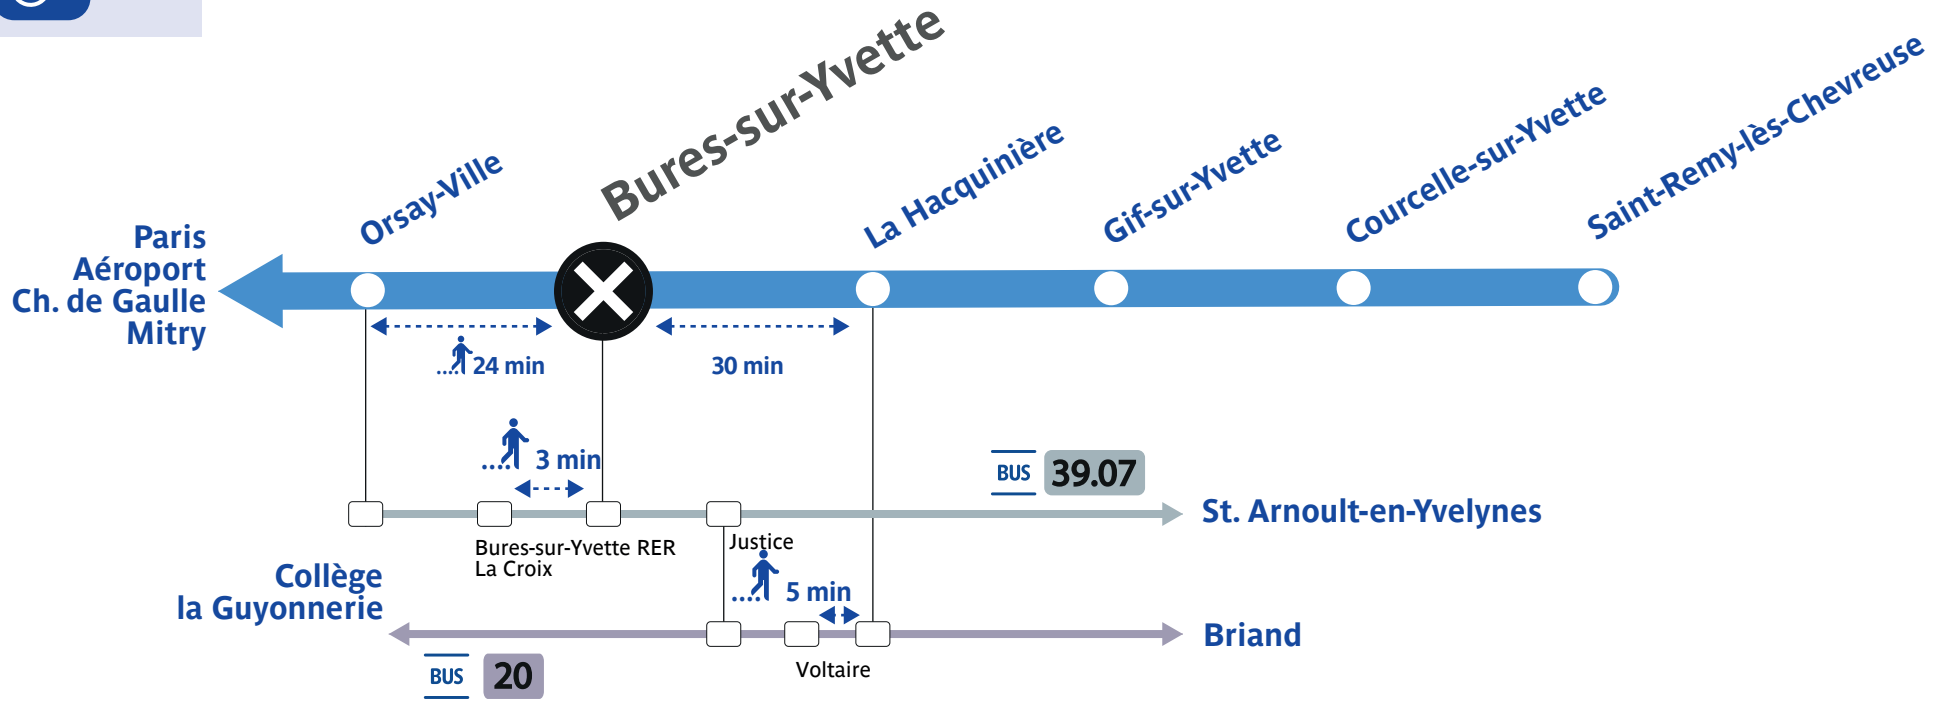 Bures-sur-Yvette
Orsay-Ville
La Hacquinière
Gif-sur-Yvette
Courcelle-sur-Yvette
Saint-Remy-lès-Chevreuse
Paris
Aéroport
Ch. de Gaulle
Mitry
24 min
30 min
3 min
BUS 39.07
St. Arnoult-en-Yvelynes
Bures-sur-Yvette RER
La Croix
Justice
Collège
la Guyonnerie
5 min
Briand
Voltaire
BUS 20